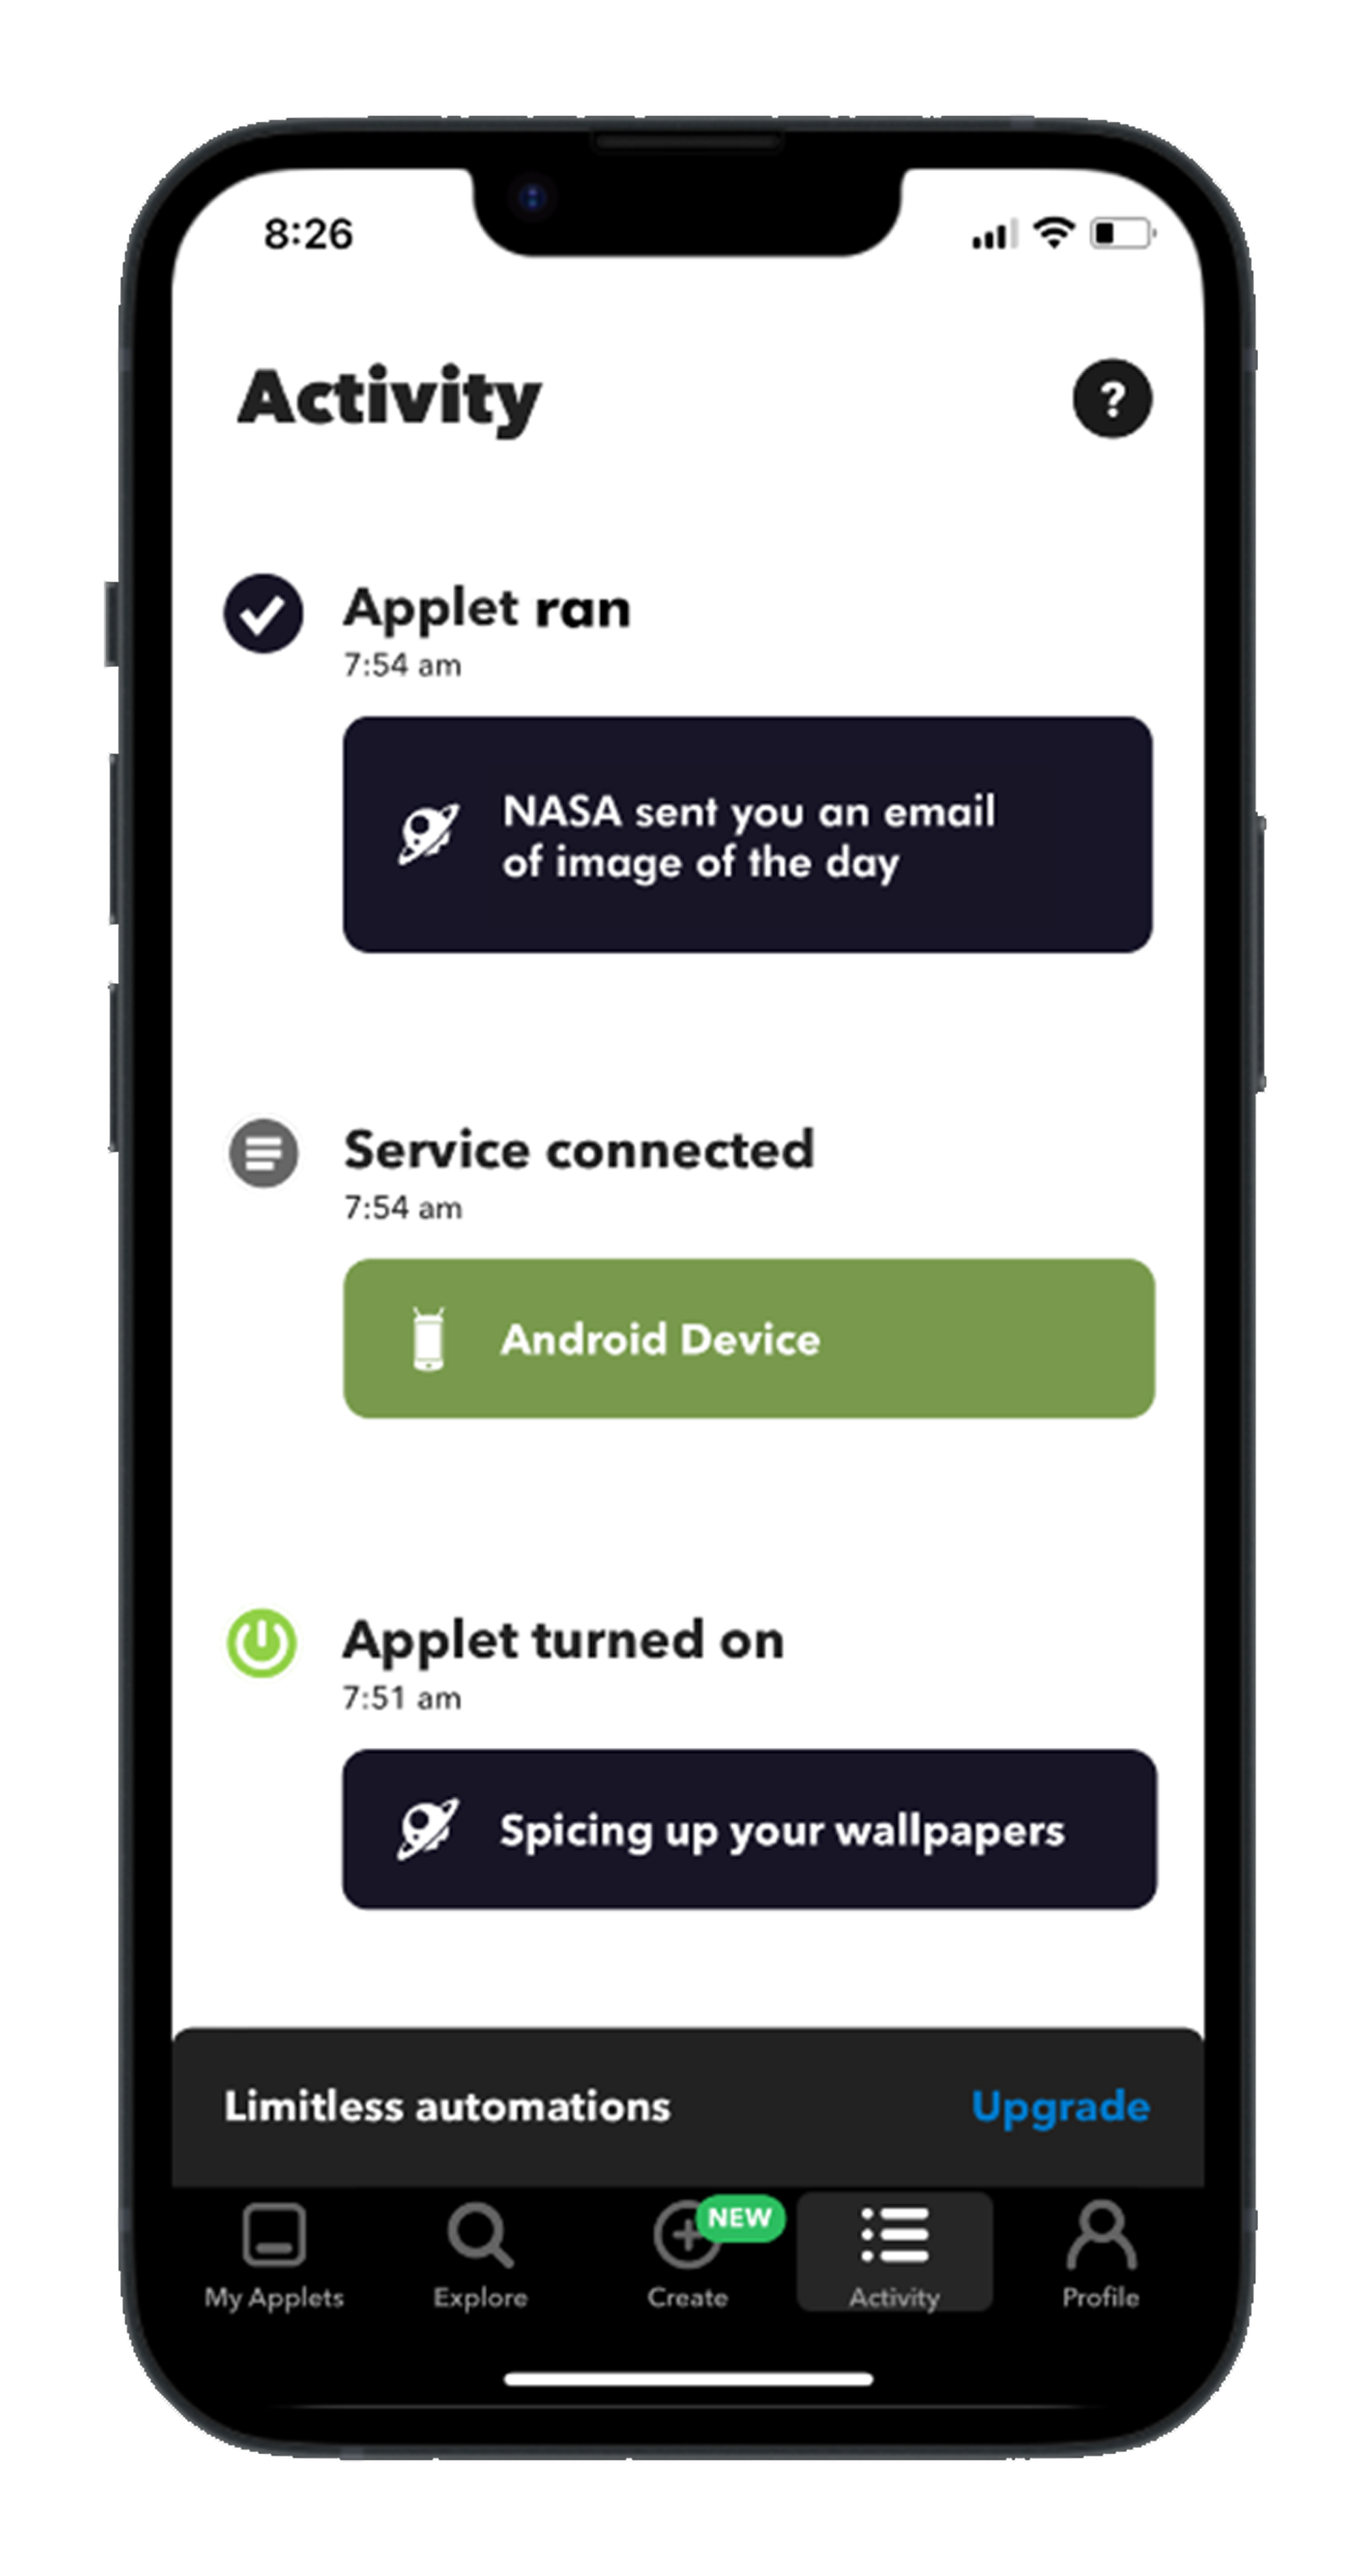 8:26
Activity
?
Applet ran
7:54 am
NASA sent you an email
of image of the day
Service connected
7:54 am
Android Device
Applet turned on
7:51 am
Spicing up your wallpapers
Limitless automations
Upgrade
NEW
My Applets
Explore
Create
Activity
Profile